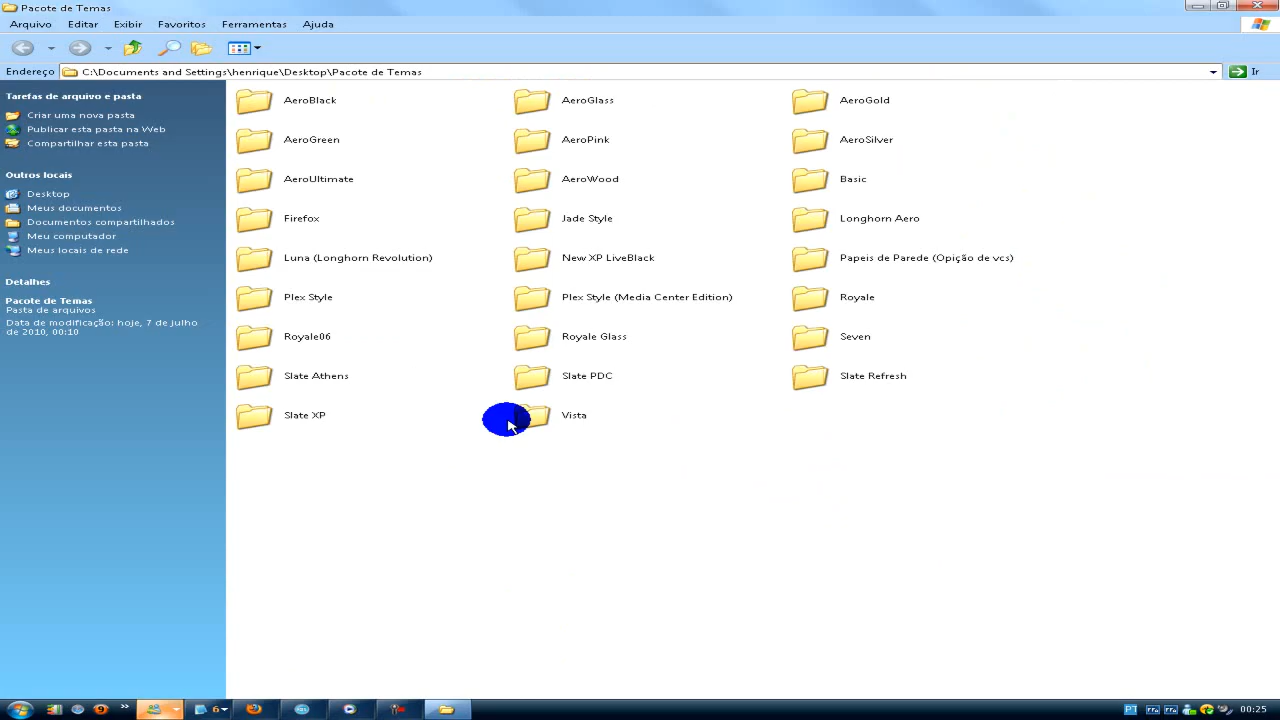 Pacote de Temas
Arquivo Editar Exibir Favoritos Ferramentas Ajuda
Endereço C:\Documents and Settings\henrique\Desktop\Pacote de Temas Ir
Tarefas de arquivo e pasta
Criar uma nova pasta
Publicar esta pasta na Web
Compartilhar esta pasta
Outros locais
Desktop
Meus documentos
Documentos compartilhados
Meu computador
Meus locais de rede
Detalhes
Pacote de Temas
Pasta de arquivos
Data de modificação: hoje, 7 de julho
de 2010, 00:10
AeroBlack AeroGlass AeroGold
AeroGreen AeroPink AeroSilver
AeroUltimate AeroWood Basic
Firefox Jade Style Longhorn Aero
Luna (Longhorn Revolution) New XP LiveBlack Papeis de Parede (Opição de vcs)
Plex Style Plex Style (Media Center Edition) Royale
Royale06 Royale Glass Seven
Slate Athens Slate PDC Slate Refresh
Slate XP Vista
6 PT 00:25